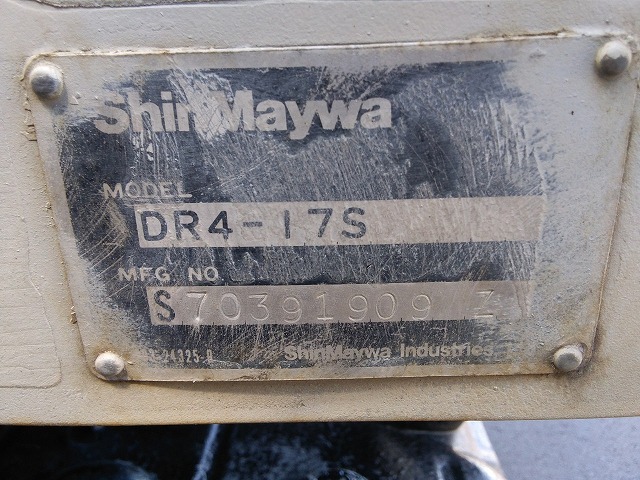 ShinMaywa
MODEL
DR4-17S
MFG NO
S70391909 Z
ShinMaywa Industries